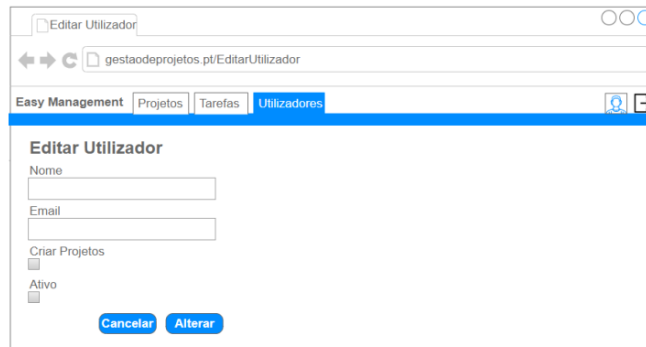 Editar Utilizador
gestaodeprojetos.pt/EditarUtilizador
Easy Management Projetos Tarefas Utilizadores
Editar Utilizador
Nome
Email
Criar Projetos
Ativo
Cancelar Alterar